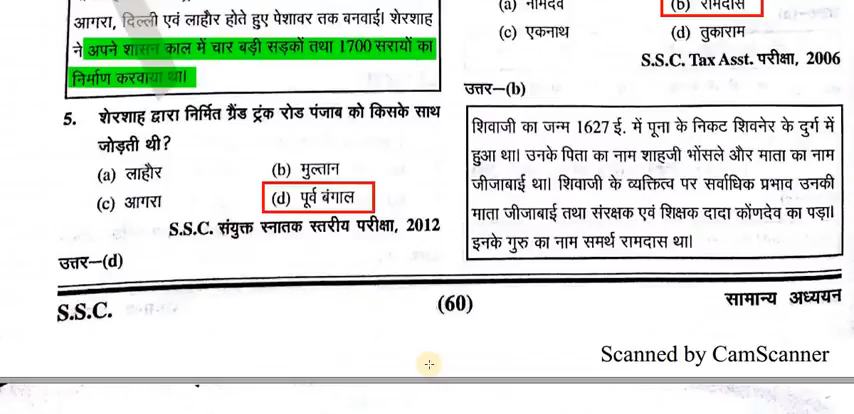 आगरा, दिल्ली एवं लाहौर होते हुए पेशावर तक बनवाई। शेरशाह
ने अपने शासन काल में चार बड़ी सड़कों तथा 1700 सरायों का
निर्माण करवाया था।
5. शेरशाह द्वारा निर्मित ग्रैंड ट्रंक रोड पंजाब को किसके साथ
जोड़ती थी?
(a) लाहौर (b) मुल्तान
(c) आगरा (d) पूर्व बंगाल
S.S.C. संयुक्त स्नातक स्तरीय परीक्षा, 2012
उत्तर–(d)
(a) नामदेव (b) रामदास
(c) एकनाथ (d) तुकाराम
S.S.C. Tax Asst. परीक्षा, 2006
उत्तर–(b)
शिवाजी का जन्म 1627 ई. में पूना के निकट शिवनेर के दुर्ग में
हुआ था। उनके पिता का नाम शाहजी भोंसले और माता का नाम
जीजाबाई था। शिवाजी के व्यक्तित्व पर सर्वाधिक प्रभाव उनकी
माता जीजाबाई तथा संरक्षक एवं शिक्षक दादा कोंणदेव का पड़ा।
इनके गुरु का नाम समर्थ रामदास था।
S.S.C. (60) सामान्य अध्ययन
Scanned by CamScanner